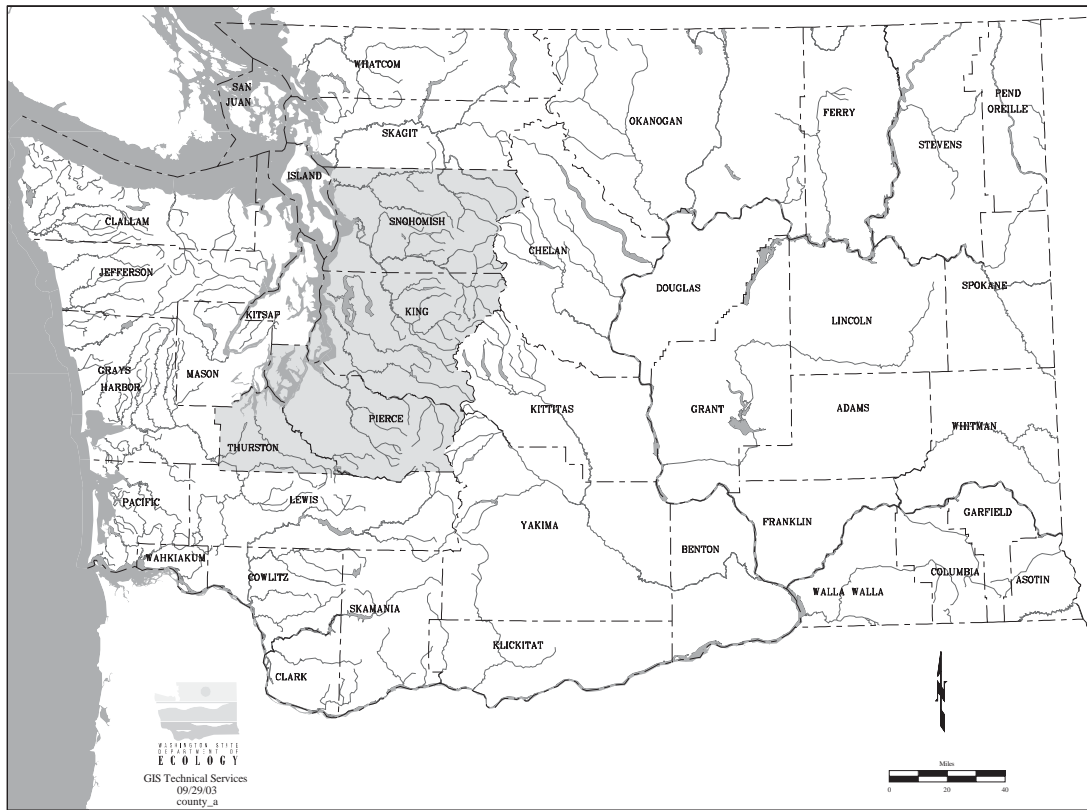 WHATCOM
SAN
JUAN
SKAGIT
ISLAND
OKANOGAN
FERRY
PEND
OREILLE
STEVENS
CLALLAM
SNOHOMISH
CHELAN
JEFFERSON
DOUGLAS
SPOKANE
KITSAP
KING
LINCOLN
GRAYS
HARBOR
MASON
KITTITAS
GRANT
ADAMS
PIERCE
WHITMAN
THURSTON
LEWIS
PACIFIC
YAKIMA
FRANKLIN
GARFIELD
BENTON
WAHKIAKUM
COWLITZ
COLUMBIA
ASOTIN
SKAMANIA
WALLA WALLA
KLICKITAT
CLARK
N
WASHINGTON STATE
DEPARTMENT OF
ECOLOGY
GIS Technical Services
09/29/03
county_a
Miles
0 20 40